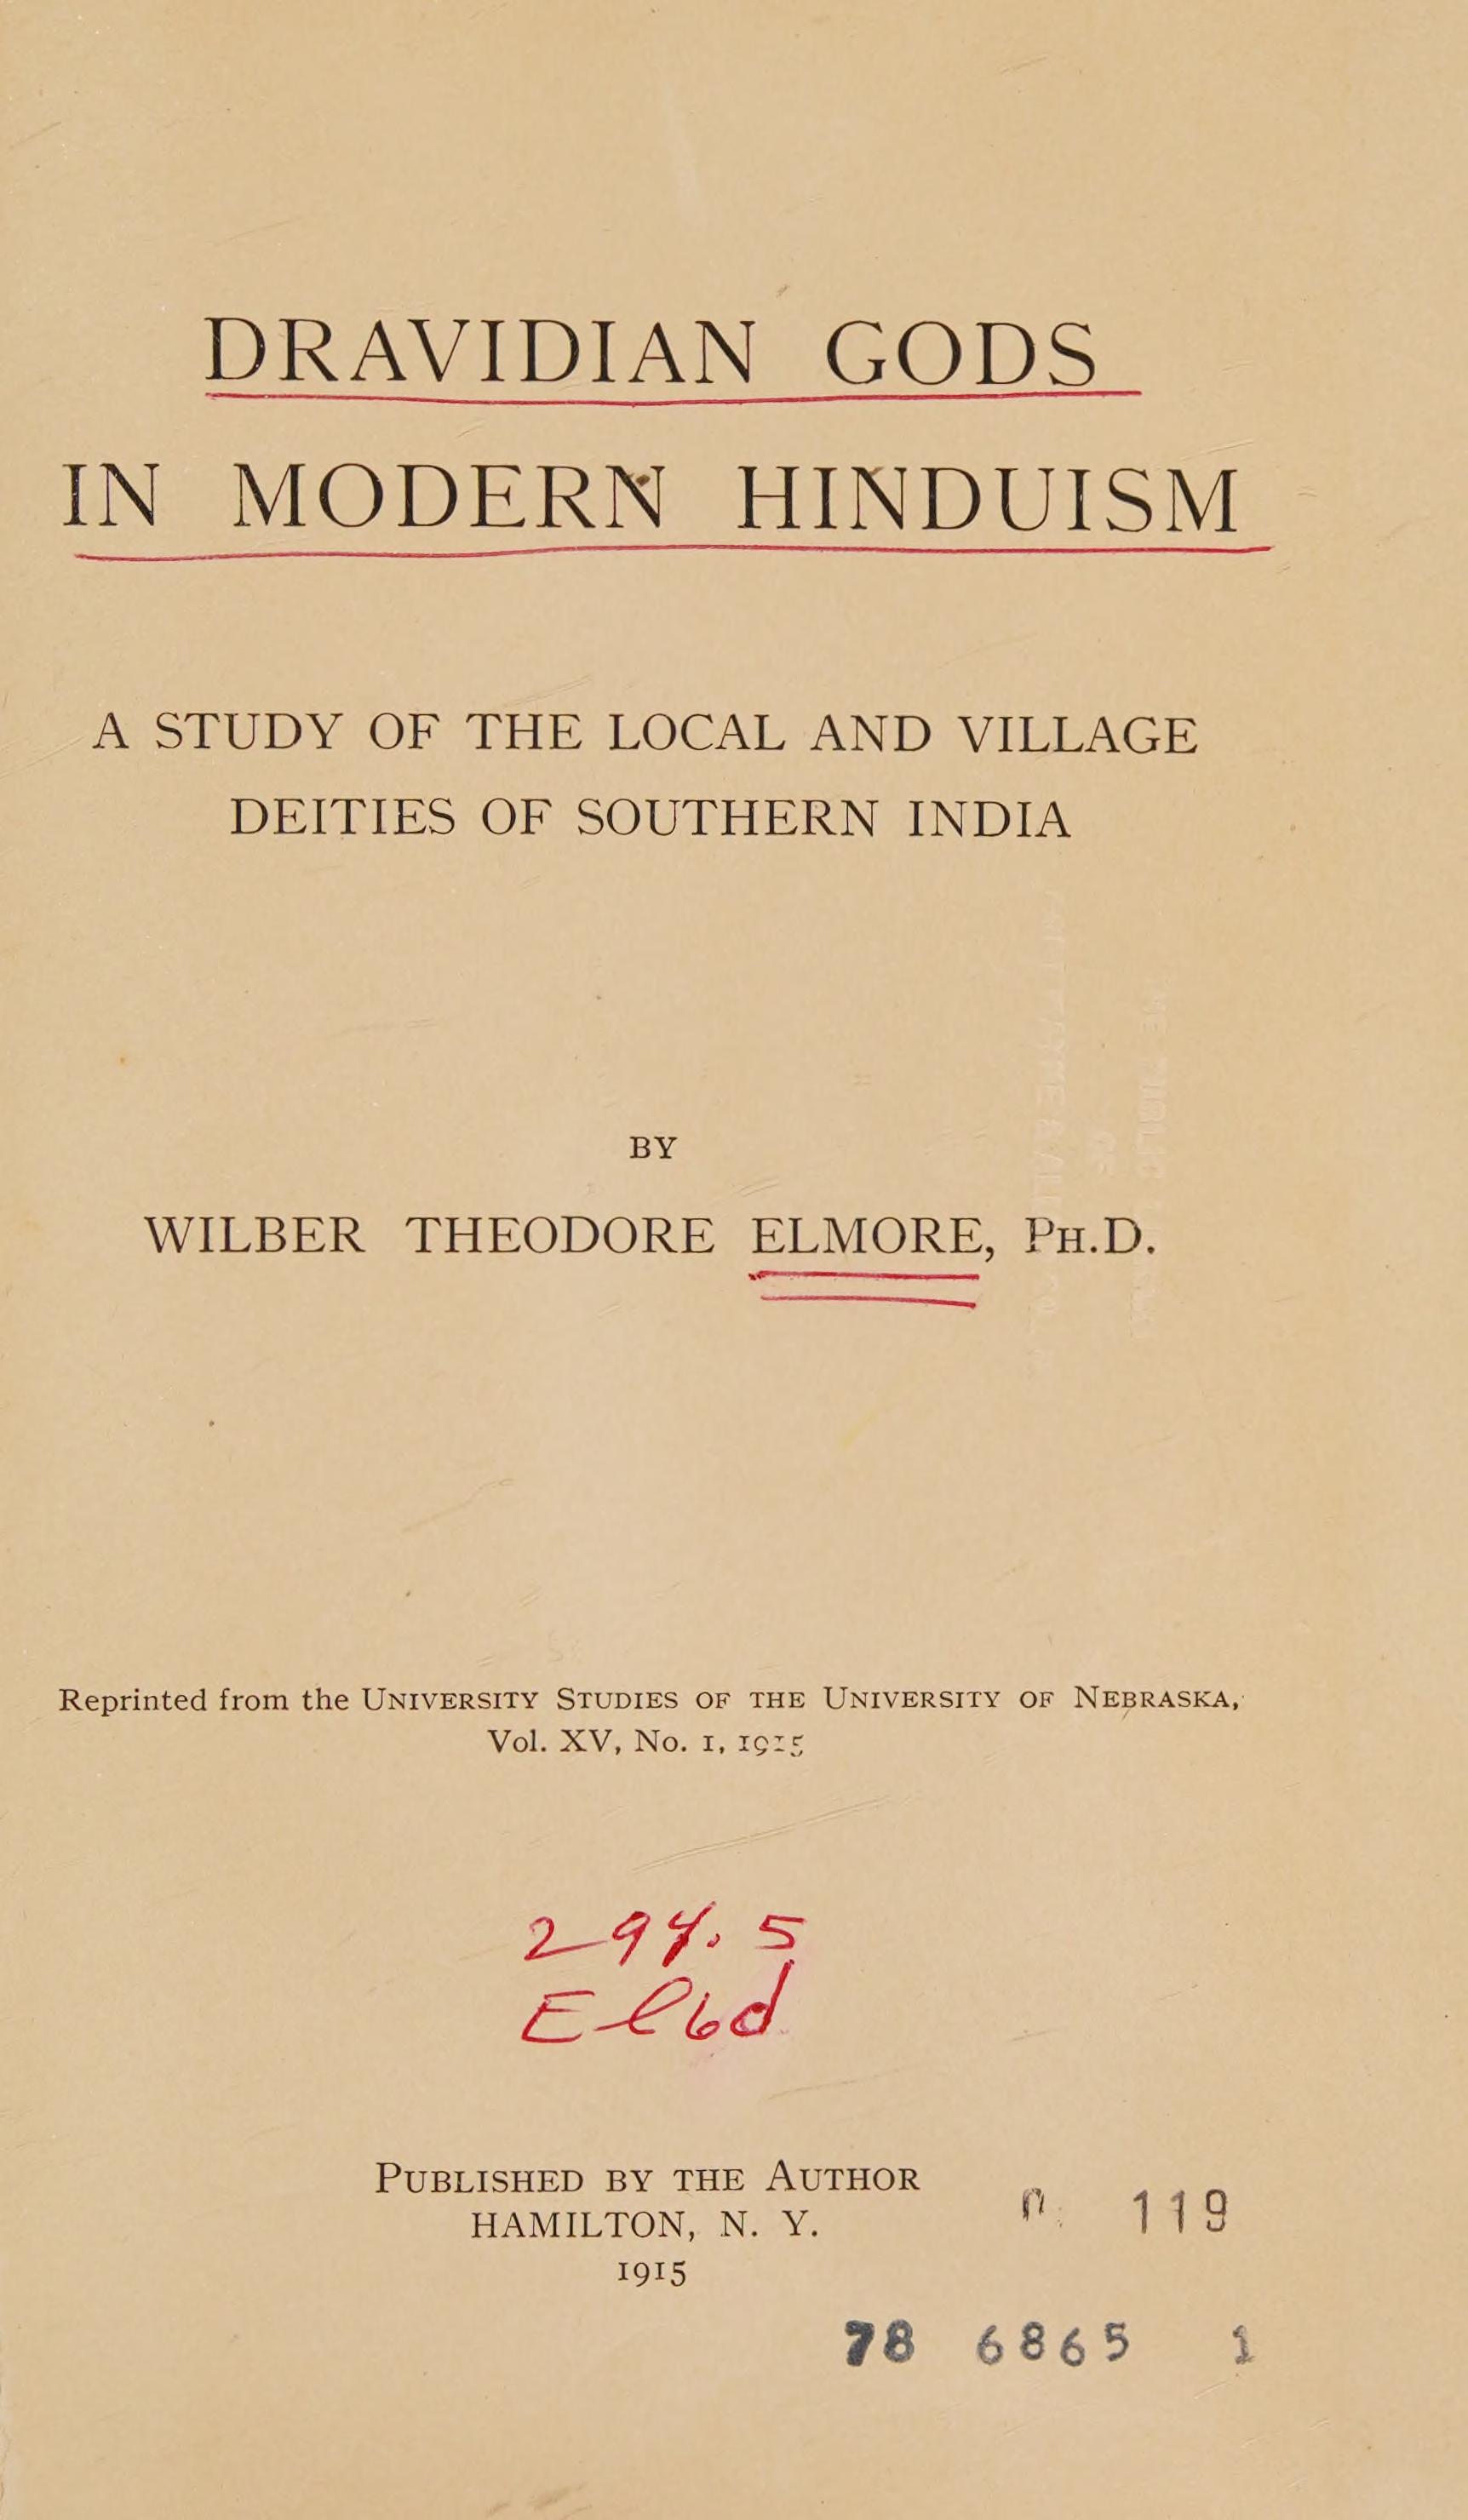 DRAVIDIAN GODS
IN MODERN HINDUISM
A STUDY OF THE LOCAL AND VILLAGE
DEITIES OF SOUTHERN INDIA
BY
WILBER THEODORE ELMORE, PH.D.
Reprinted from the UNIVERSITY STUDIES OF THE UNIVERSITY OF NEBRASKA,
Vol. XV, No. 1, 1915
294.5
El6d
PUBLISHED BY THE AUTHOR
HAMILTON, N. Y.
1915
119
78 6865 1